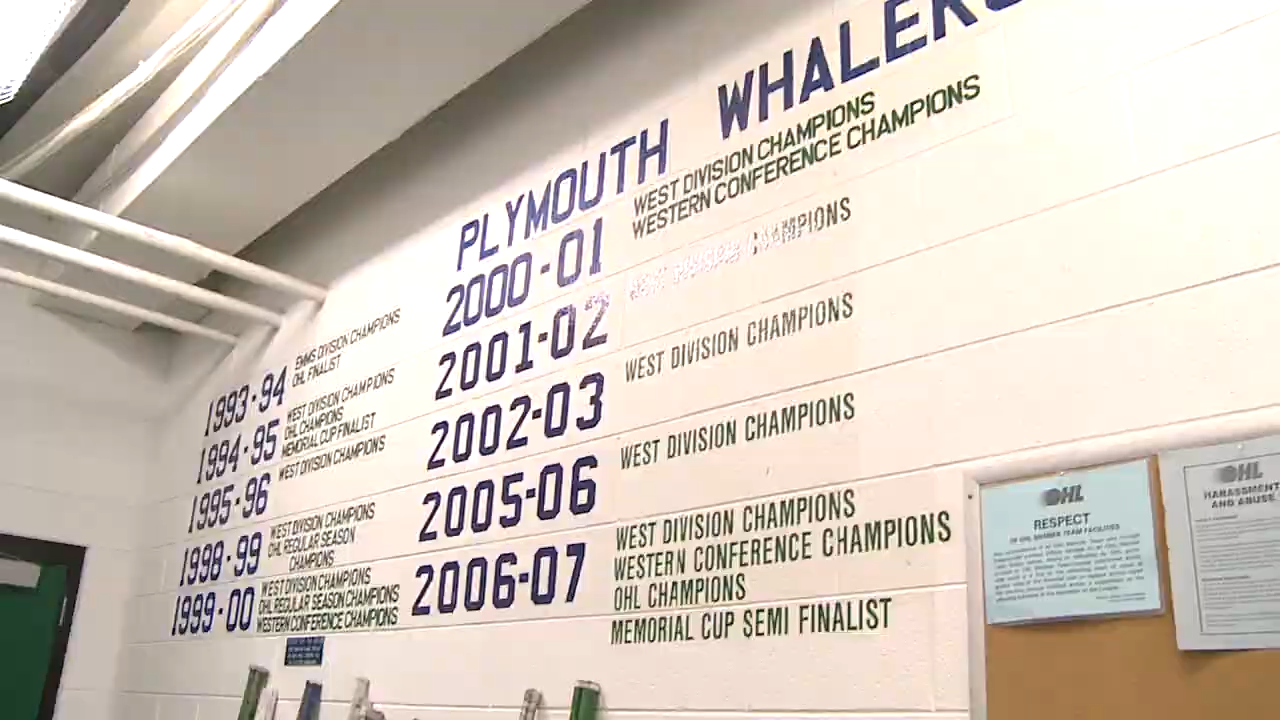 PLYMOUTH WHALERS
1993-94
EMMS DIVISION CHAMPIONS
OHL FINALIST
1994-95
WEST DIVISION CHAMPIONS
OHL CHAMPIONS
MEMORIAL CUP FINALIST
1995-96
WEST DIVISION CHAMPIONS
1998-99
WEST DIVISION CHAMPIONS
OHL REGULAR SEASON
CHAMPIONS
1999-00
WEST DIVISION CHAMPIONS
OHL REGULAR SEASON CHAMPIONS
WESTERN CONFERENCE CHAMPIONS
2000-01
WEST DIVISION CHAMPIONS
WESTERN CONFERENCE CHAMPIONS
2001-02
WEST DIVISION CHAMPIONS
2002-03
WEST DIVISION CHAMPIONS
2005-06
WEST DIVISION CHAMPIONS
2006-07
WEST DIVISION CHAMPIONS
WESTERN CONFERENCE CHAMPIONS
OHL CHAMPIONS
MEMORIAL CUP SEMI FINALIST
OHL
RESPECT
OHL
HARASSMENT
AND ABUSE